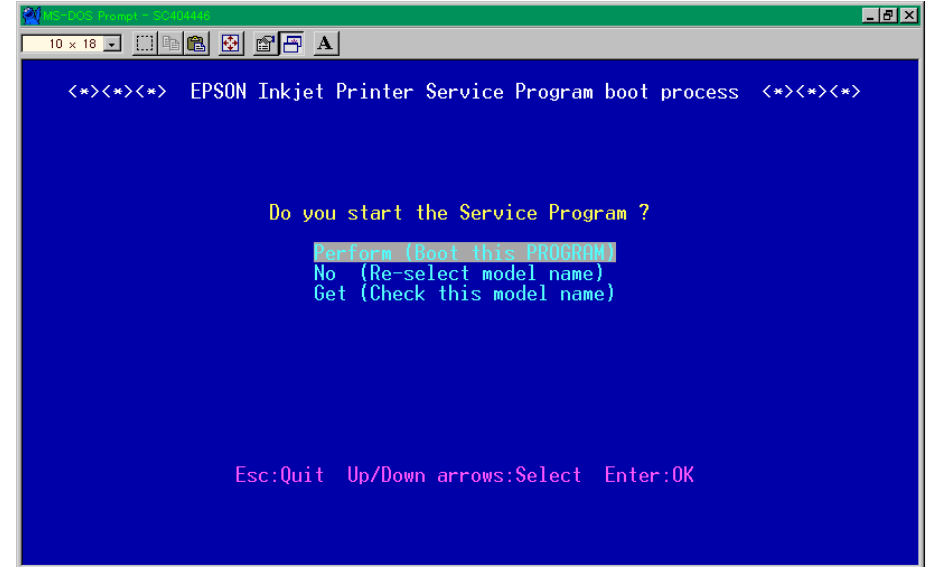 MS-DOS Prompt - SC404446
10 x 18
A
<*><*><*> EPSON Inkjet Printer Service Program boot process <*><*><*>
Do you start the Service Program ?
Perform (Boot this PROGRAM)
No (Re-select model name)
Get (Check this model name)
Esc:Quit Up/Down arrows:Select Enter:OK